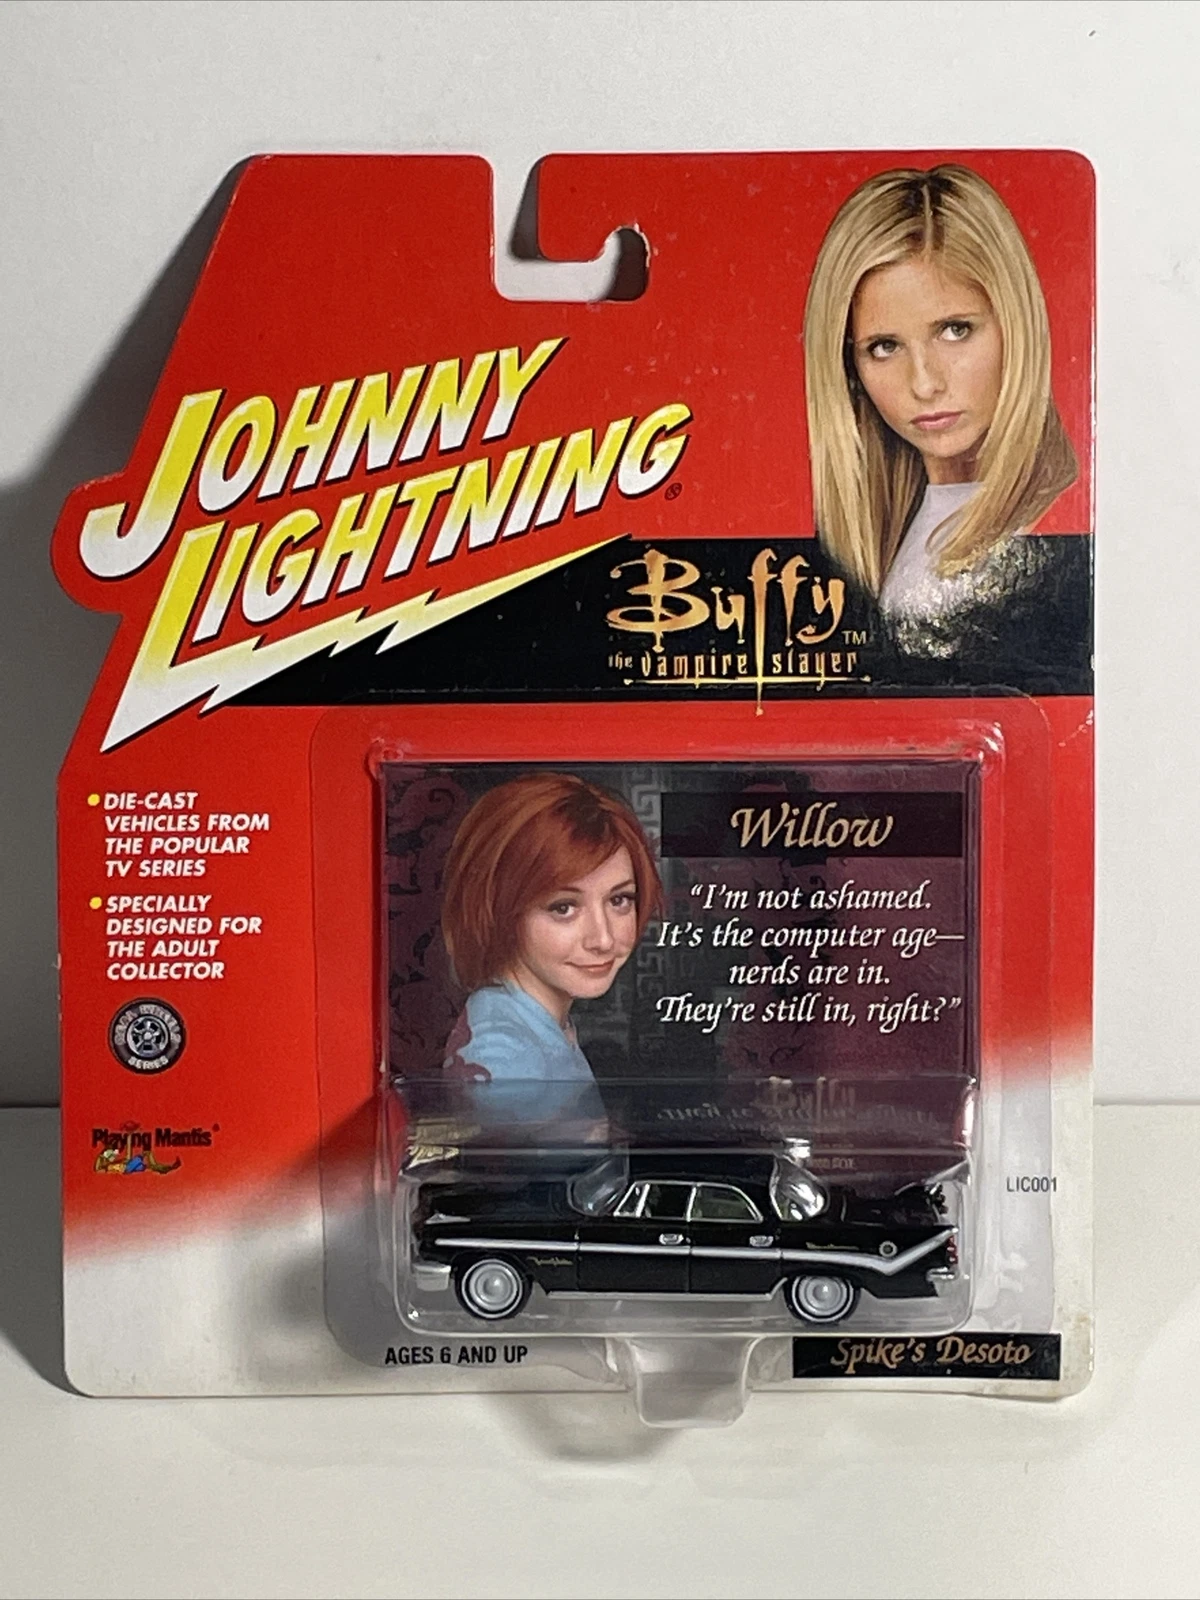 JOHNNY
LIGHTNING®
Buffy™
the vampire slayer
• DIE-CAST
VEHICLES FROM
THE POPULAR
TV SERIES
• SPECIALLY
DESIGNED FOR
THE ADULT
COLLECTOR
SERIES
Playing Mantis®
Willow
“I'm not ashamed.
It's the computer age—
nerds are in.
They're still in, right?”
LIC001
AGES 6 AND UP
Spike's Desoto